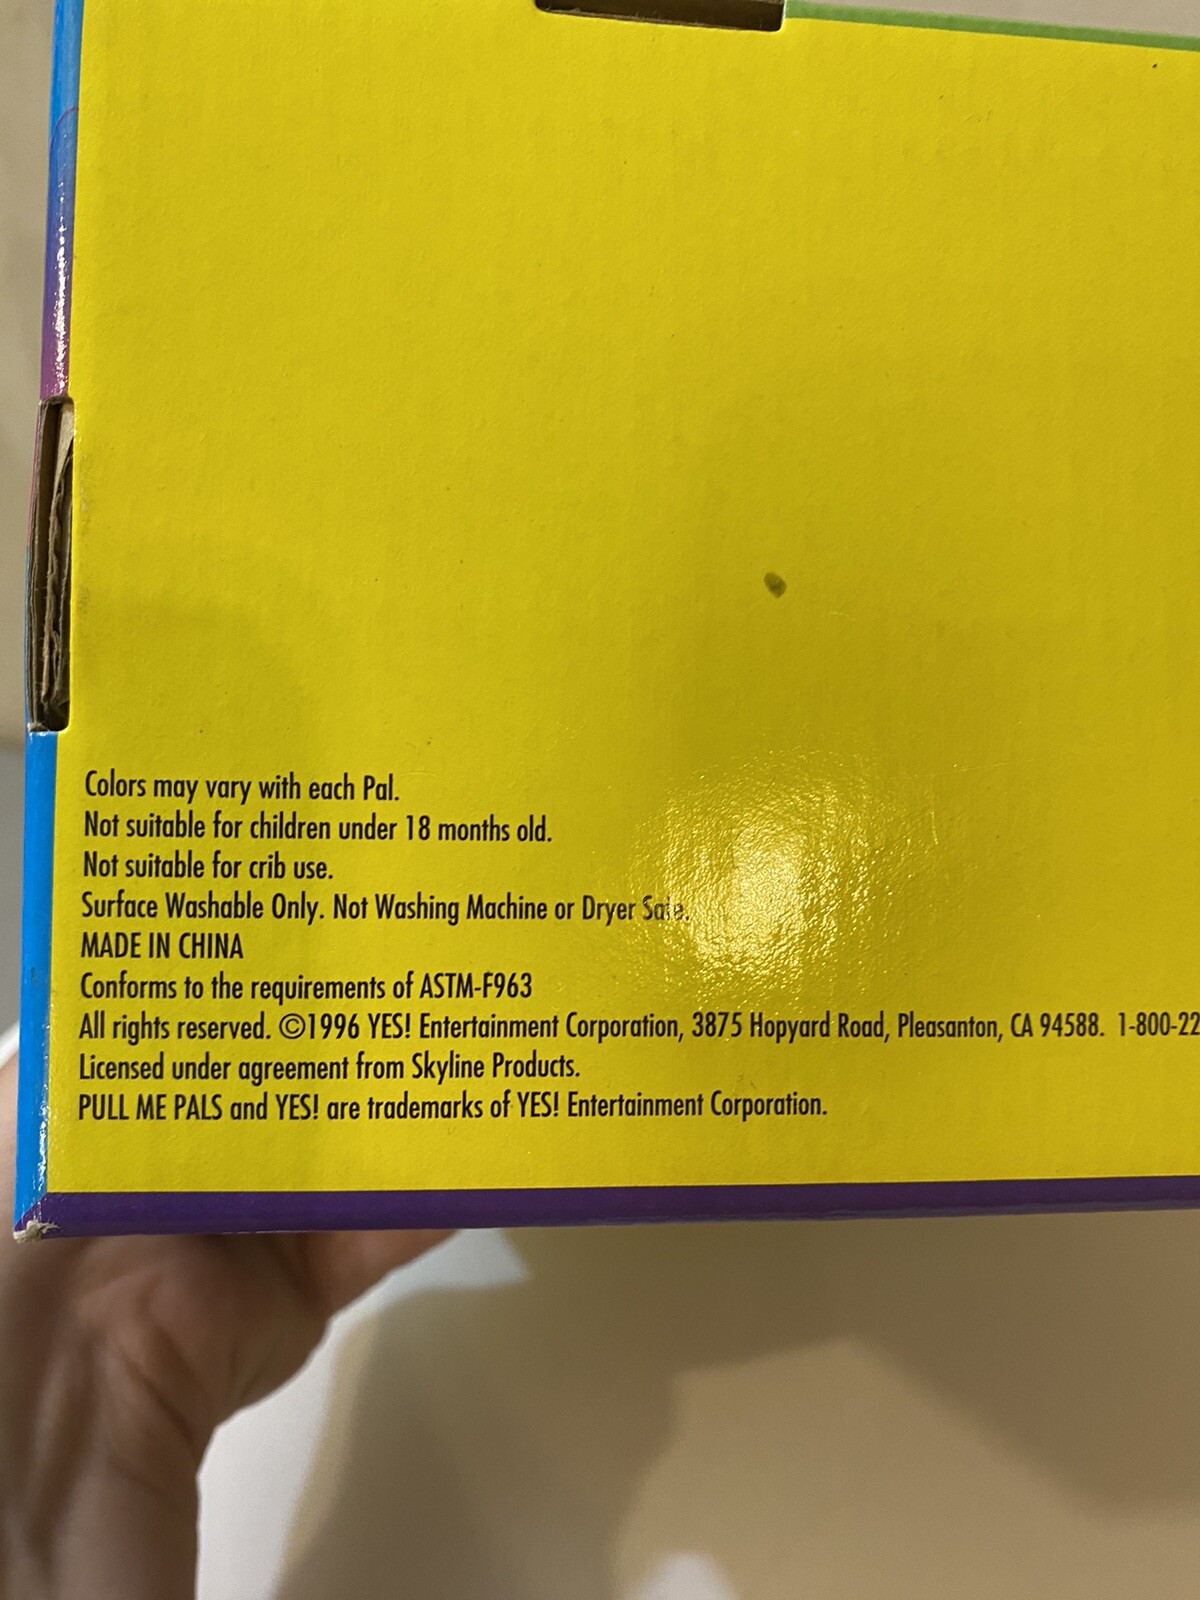 Colors may vary with each Pal.
Not suitable for children under 18 months old.
Not suitable for crib use.
Surface Washable Only. Not Washing Machine or Dryer Safe.
MADE IN CHINA
Conforms to the requirements of ASTM-F963
All rights reserved. ©1996 YES! Entertainment Corporation, 3875 Hopyard Road, Pleasanton, CA 94588. 1-800-22
Licensed under agreement from Skyline Products.
PULL ME PALS and YES! are trademarks of YES! Entertainment Corporation.